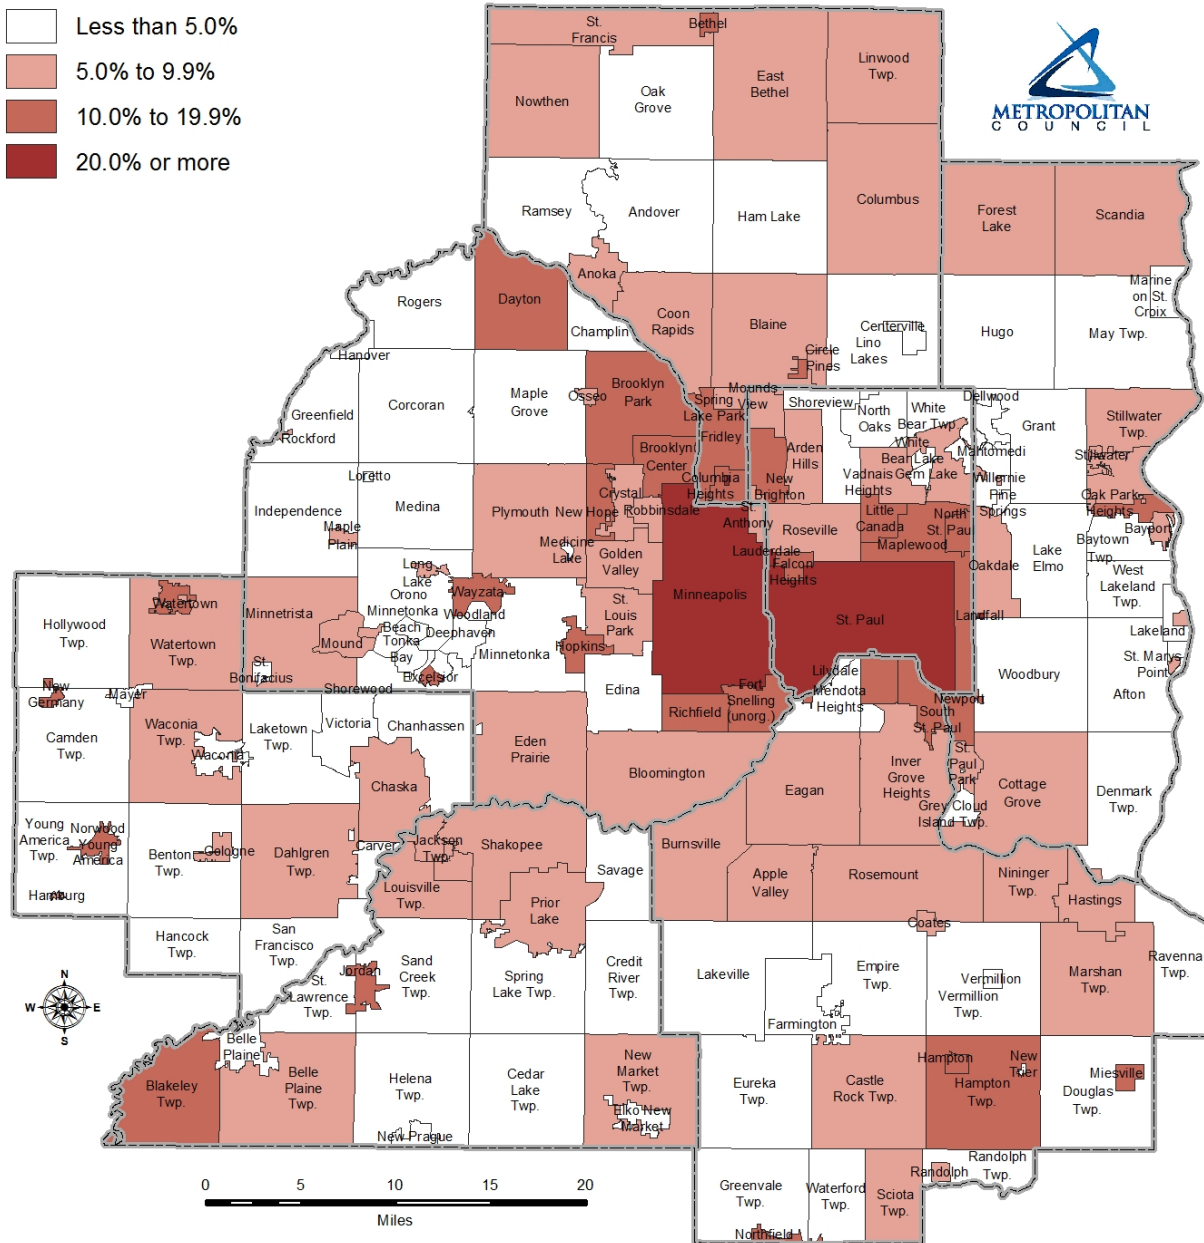 Less than 5.0%
5.0% to 9.9%
10.0% to 19.9%
20.0% or more
METROPOLITAN
COUNCIL
St.
Francis
Bethel
Nowthen
Oak
Grove
East
Bethel
Linwood
Twp.
Ramsey
Andover
Ham Lake
Columbus
Forest
Lake
Scandia
Rogers
Dayton
Anoka
Champlin
Coon
Rapids
Blaine
Centerville
Lino
Lakes
Circle
Pines
Hugo
Marine
on St.
Croix
May Twp.
Hanover
Greenfield
Rockford
Corcoran
Maple
Grove
Osseo
Brooklyn
Park
Spring
Lake Park
Mounds
View
Fridley
Shoreview
North
Oaks
White
Bear Twp
Dellwood
Grant
Stillwater
Twp.
Loretto
Independence
Medina
Maple
Plain
Plymouth
New Hope
Crystal
Robbinsdale
Brooklyn
Center
Columbia
Heights
New
Brighton
Arden
Hills
Vadnais
Heights
White
Bear Lake
Gem Lake
Mahtomedi
Willernie
Pine
Springs
Stillwater
Oak Park
Heights
Bayport
Baytown
Twp.
Medicine
Lake
Golden
Valley
St.
Anthony
Roseville
Lauderdale
Falcon
Heights
Little
Canada
Maplewood
North
St. Paul
Oakdale
Lake
Elmo
West
Lakeland
Twp.
Landfall
Lakeland
St. Marys
Point
Hollywood
Twp.
Watertown
Watertown
Twp.
Minnetrista
Mound
St.
Bonifacius
Long
Lake
Orono
Minnetonka
Beach
Tonka
Bay
Wayzata
Woodland
Deephaven
Minnetonka
Excelsior
Shorewood
Hopkins
St.
Louis
Park
Minneapolis
St. Paul
Edina
Richfield
Fort
Snelling
(unorg.)
Lilydale
Mendota
Heights
South
St. Paul
Newport
Woodbury
Afton
New
Germany
Mayer
Camden
Twp.
Waconia
Twp.
Waconia
Laketown
Twp.
Victoria
Chanhassen
Chaska
Eden
Prairie
Bloomington
Eagan
Inver
Grove
Heights
St.
Paul
Park
Grey Cloud
Island Twp.
Cottage
Grove
Denmark
Twp.
Young
America
Twp.
Norwood
Young
America
Hamburg
Benton
Twp.
Cologne
Dahlgren
Twp.
Carver
Jackson
Twp.
Louisville
Twp.
Shakopee
Prior
Lake
Savage
Burnsville
Apple
Valley
Rosemount
Nininger
Twp.
Hastings
Coates
Hancock
Twp.
San
Francisco
Twp.
St.
Lawrence
Twp.
Jordan
Sand
Creek
Twp.
Spring
Lake Twp.
Credit
River
Twp.
Lakeville
Farmington
Empire
Twp.
Vermillion
Vermillion
Twp.
Marshan
Twp.
Ravenna
Twp.
N
W
E
S
Blakeley
Twp.
Belle
Plaine
Belle
Plaine
Twp.
Helena
Twp.
New Prague
Cedar
Lake
Twp.
New
Market
Twp.
Elko New
Market
Eureka
Twp.
Castle
Rock Twp.
Hampton
Hampton
Twp.
New
Trier
Miesville
Douglas
Twp.
Greenvale
Twp.
Northfield
Waterford
Twp.
Sciota
Twp.
Randolph
Randolph
Twp.
0 5 10 15 20
Miles